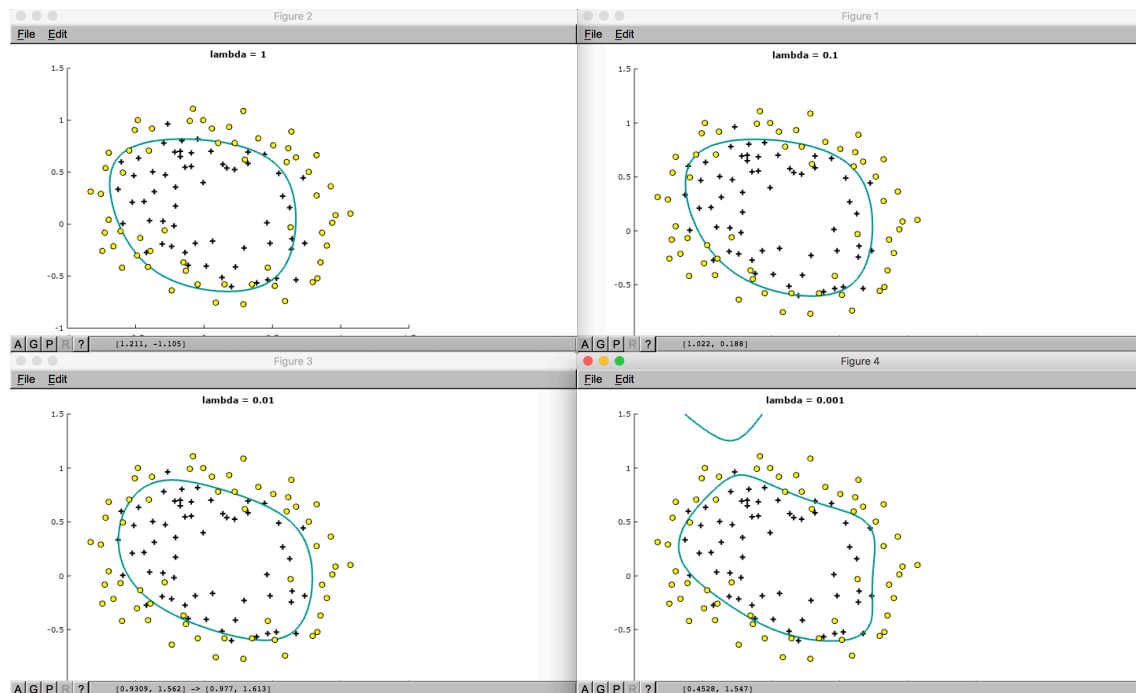 Figure 2
File Edit
lambda = 1
1.5
1
0.5
0
-0.5
-1
A G P R ? [1.211, -1.105]
Figure 1
File Edit
lambda = 0.1
1.5
1
0.5
0
-0.5
A G P R ? [1.022, 0.188]
Figure 3
File Edit
lambda = 0.01
1.5
1
0.5
0
-0.5
A G P R ? [0.9309, 1.562] -> [0.977, 1.613]
Figure 4
File Edit
lambda = 0.001
1.5
1
0.5
0
-0.5
A G P R ? [0.4528, 1.547]